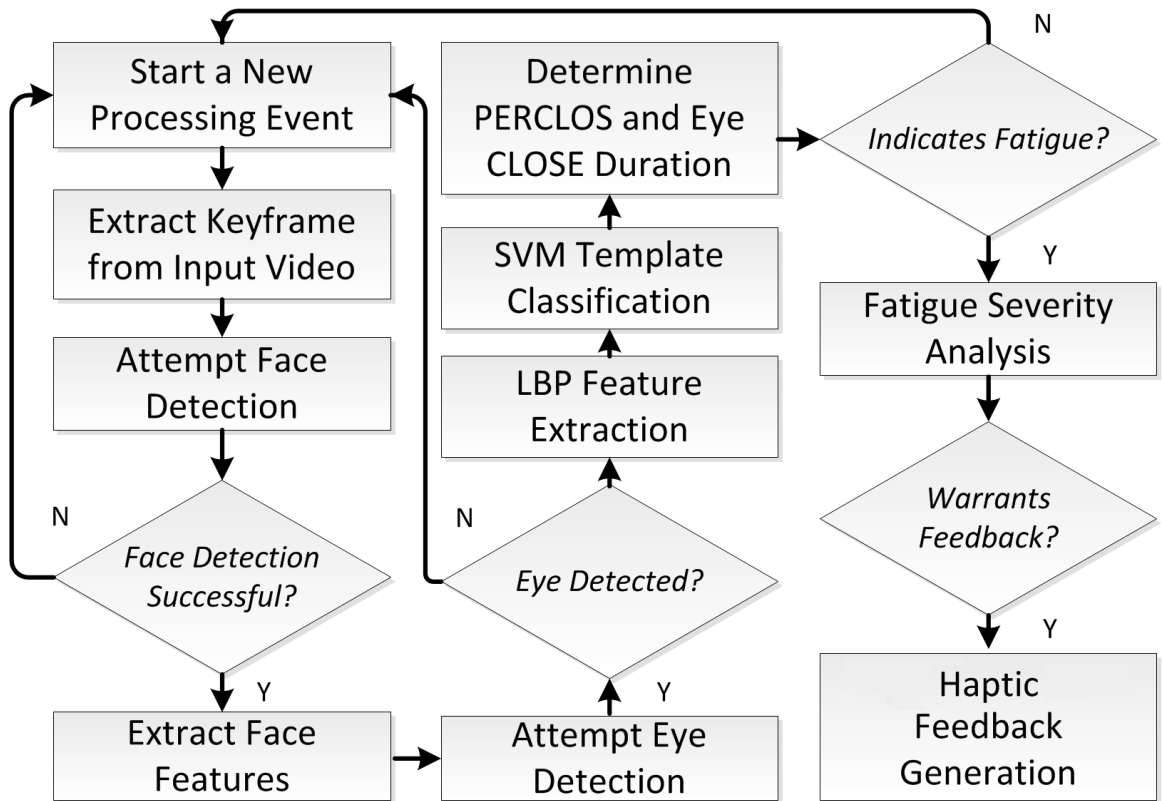 Start a New
Processing Event
Extract Keyframe
from Input Video
Attempt Face
Detection
N
Face Detection
Successful?
Y
Extract Face
Features
Attempt Eye
Detection
Y
N
Eye Detected?
LBP Feature
Extraction
SVM Template
Classification
Determine
PERCLOS and Eye
CLOSE Duration
N
Indicates Fatigue?
Y
Fatigue Severity
Analysis
Warrants
Feedback?
Y
Haptic
Feedback
Generation